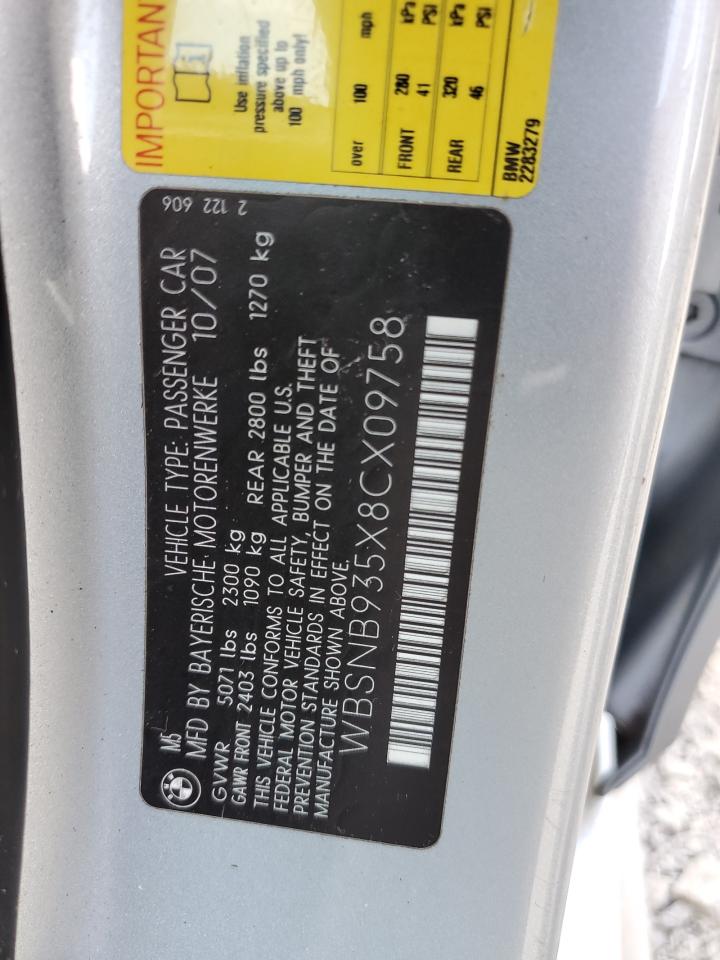 IMPORTAN
Use inflation
pressure specified
above up to
100 mph only!
over 100 mph kPa PSI kPa PSI
FRONT 280 41
REAR 320 46
BMW
2283279
2 122 606
VEHICLE TYPE: PASSENGER CAR
M5
MFD BY BAYERISCHE MOTORENWERKE 10/07
GVWR 5071 lbs 2300 kg
GAWR FRONT 2403 lbs 1090 kg REAR 2800 lbs 1270 kg
THIS VEHICLE CONFORMS TO ALL APPLICABLE U.S.
FEDERAL MOTOR VEHICLE SAFETY, BUMPER AND THEFT
PREVENTION STANDARDS IN EFFECT ON THE DATE OF
MANUFACTURE SHOWN ABOVE.
WBSNB935X8CX09758